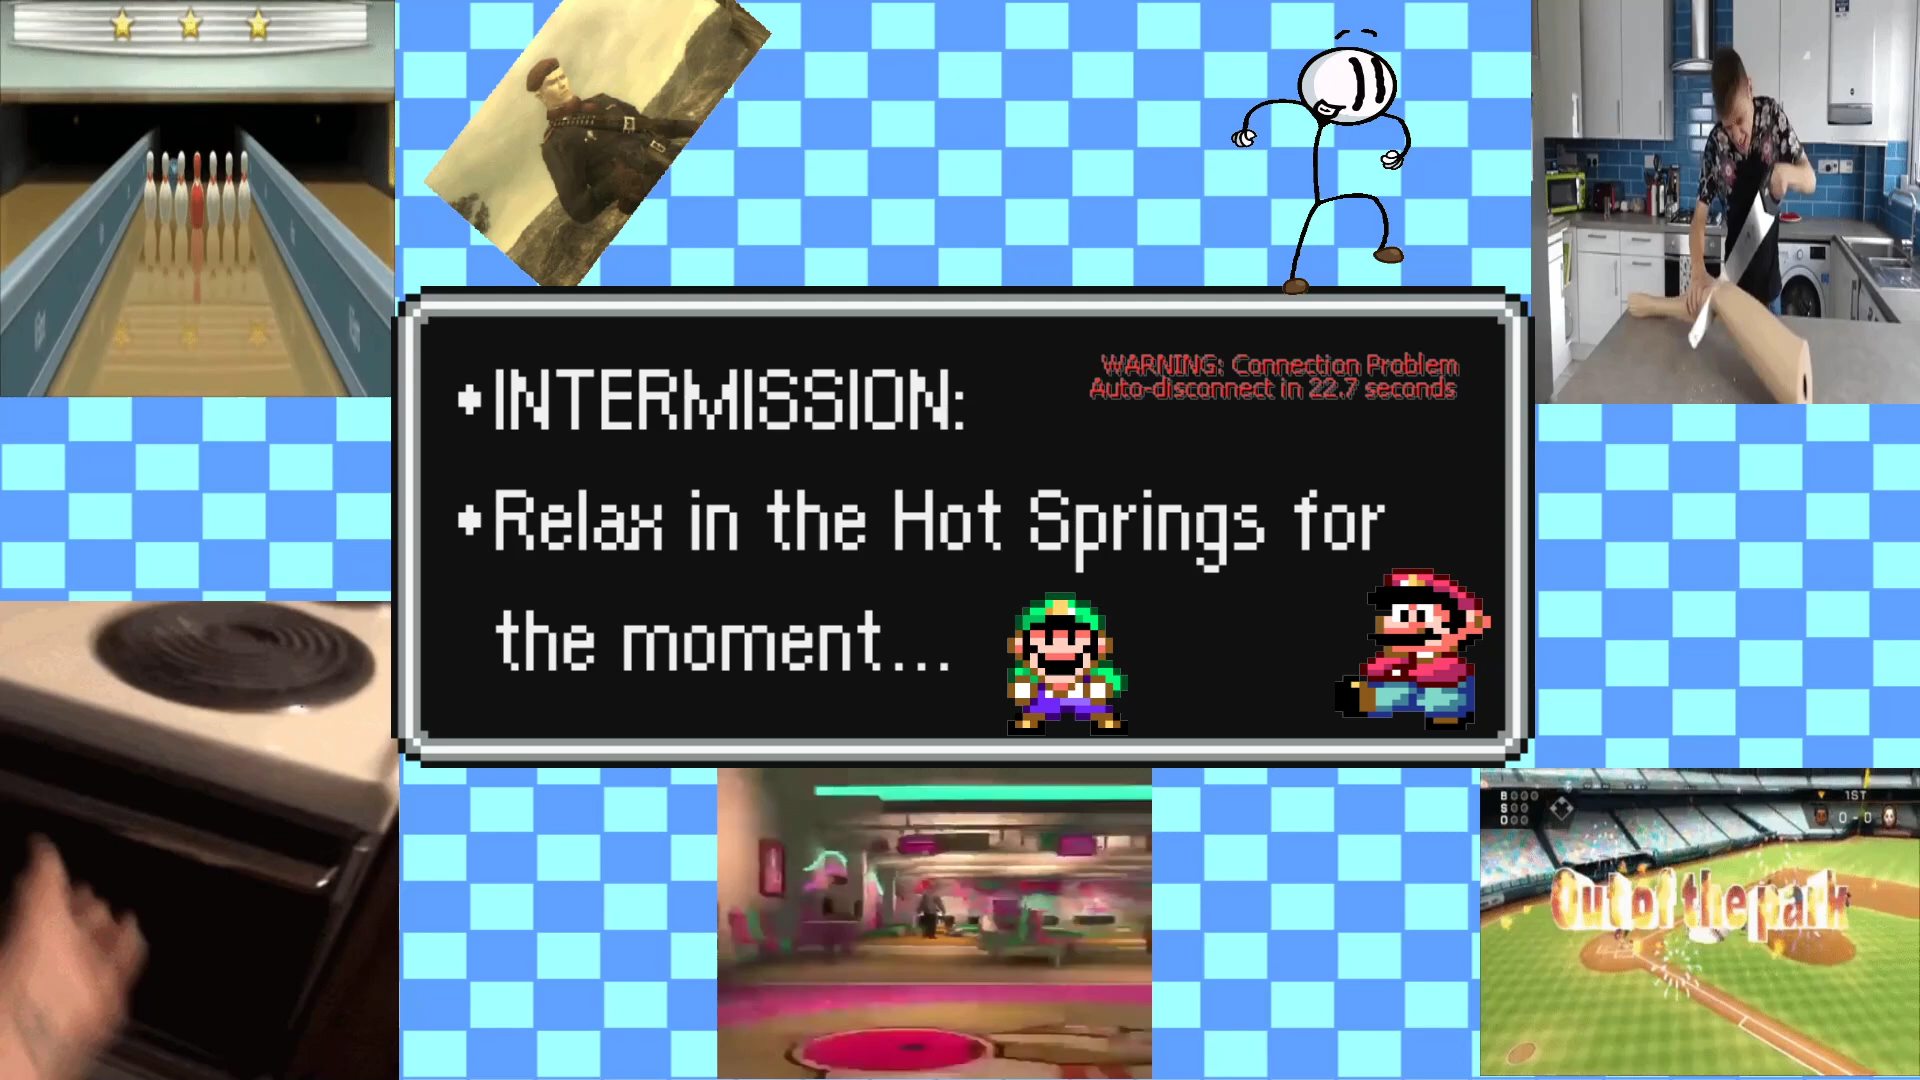 •INTERMISSION:
WARNING: Connection Problem
Auto-disconnect in 22.7 seconds
•Relax in the Hot Springs for
the moment...
B
S
O
1ST
0 - 0
Out of the park